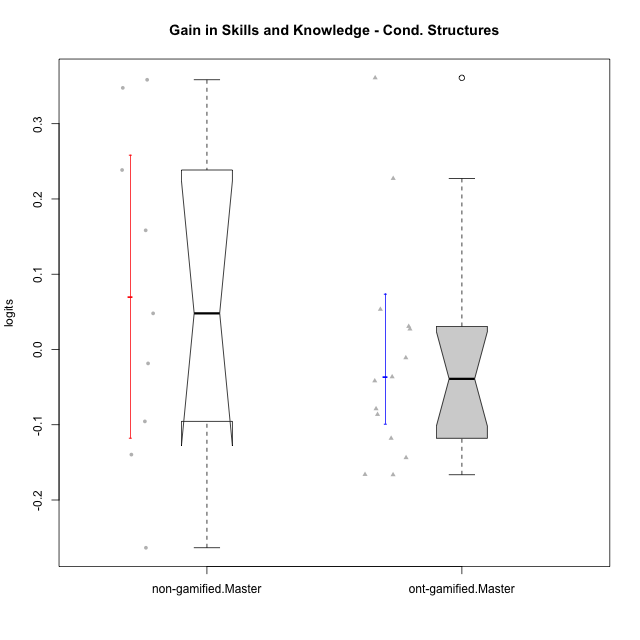 Gain in Skills and Knowledge - Cond. Structures
logits
0.3
0.2
0.1
0.0
-0.1
-0.2
non-gamified.Master
ont-gamified.Master